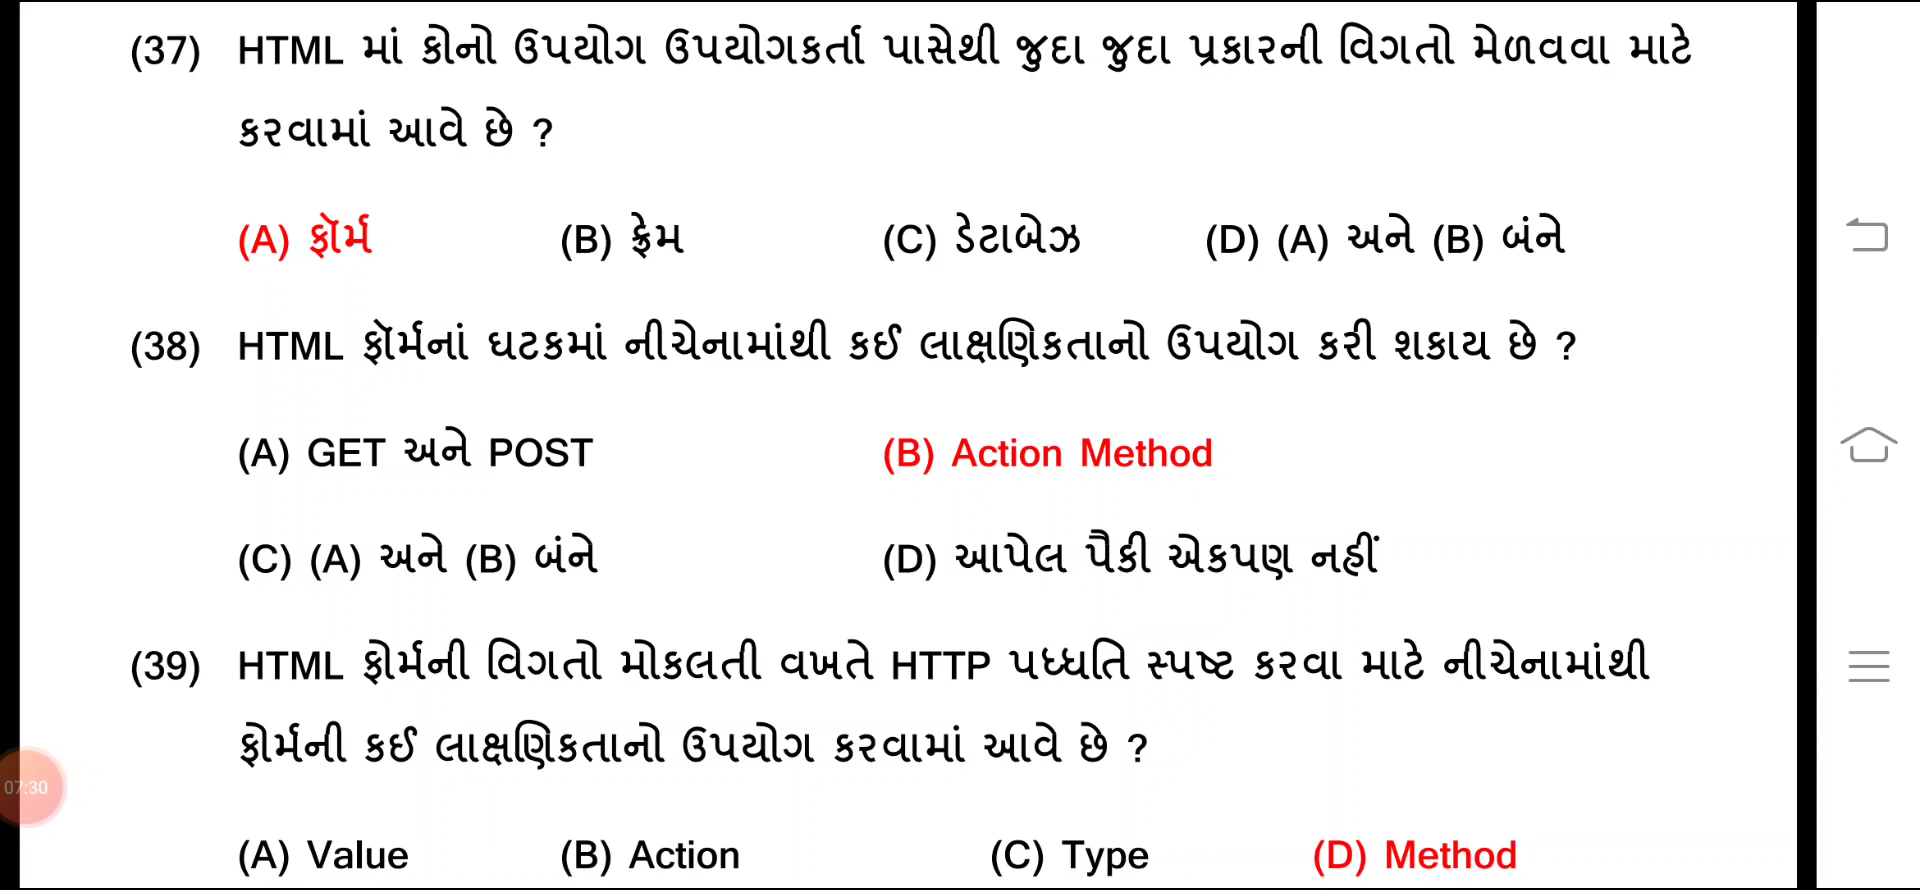 (37) HTML માં કોનો ઉપયોગ ઉપયોગકર્તા પાસેથી જુદા જુદા પ્રકારની વિગતો મેળવવા માટે
કરવામાં આવે છે ?
(A) ફૉર્મ (B) ફ્રેમ (C) ડેટાબેઝ (D) (A) અને (B) બંને
(38) HTML ફૉર્મનાં ઘટકમાં નીચેનામાંથી કઈ લાક્ષણિકતાનો ઉપયોગ કરી શકાય છે ?
(A) GET અને POST (B) Action Method
(C) (A) અને (B) બંને (D) આપેલ પૈકી એકપણ નહીં
(39) HTML ફોર્મની વિગતો મોકલતી વખતે HTTP પધ્ધતિ સ્પષ્ટ કરવા માટે નીચેનામાંથી
ફોર્મની કઈ લાક્ષણિકતાનો ઉપયોગ કરવામાં આવે છે ?
07:30
(A) Value (B) Action (C) Type (D) Method